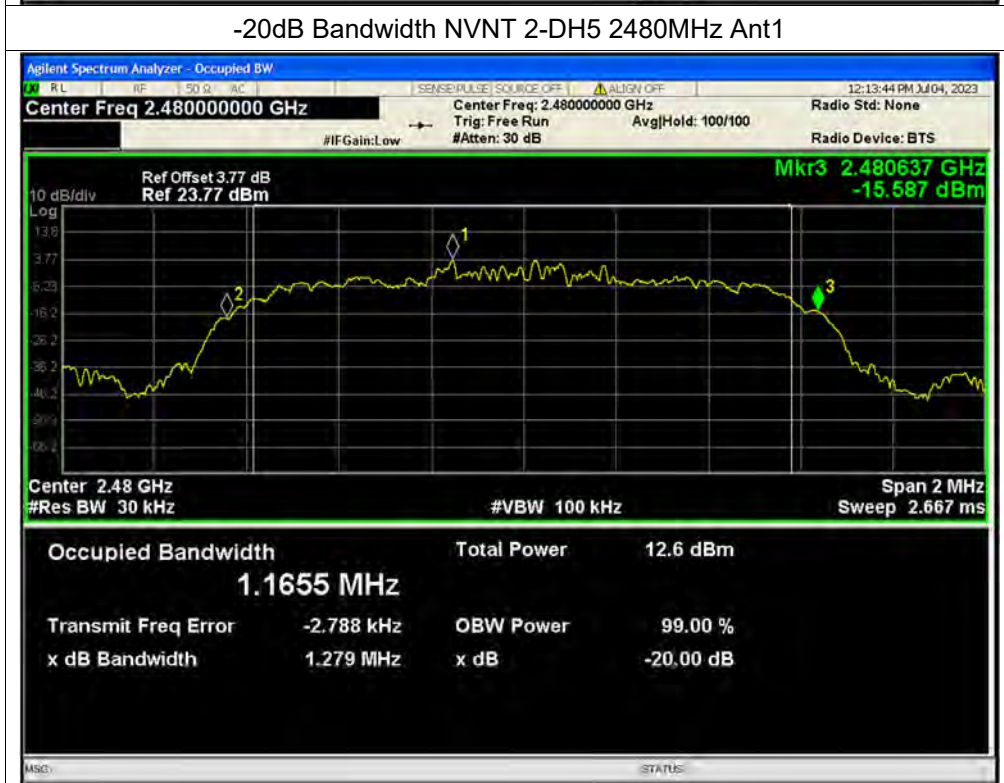 -20dB Bandwidth NVNT 2-DH5 2480MHz Ant1
Agilent Spectrum Analyzer - Occupied BW
RL RF 50 Ω AC SENSE:PULSE SOURCE OFF ALIGN OFF 12:13:44 PM Jul 04, 2023
Center Freq 2.480000000 GHz Center Freq: 2.480000000 GHz Radio Std: None
Trig: Free Run Avg|Hold: 100/100
#IFGain:Low #Atten: 30 dB Radio Device: BTS
Ref Offset 3.77 dB Mkr3 2.480637 GHz
10 dB/div Ref 23.77 dBm -15.587 dBm
Log
13.8
1
3.77
-6.23
2 3
-16.2
-26.2
-36.2
-46.2
Center 2.48 GHz Span 2 MHz
#Res BW 30 kHz #VBW 100 kHz Sweep 2.667 ms
Occupied Bandwidth Total Power 12.6 dBm
1.1655 MHz
Transmit Freq Error -2.788 kHz OBW Power 99.00 %
x dB Bandwidth 1.279 MHz x dB -20.00 dB
MSG STATUS